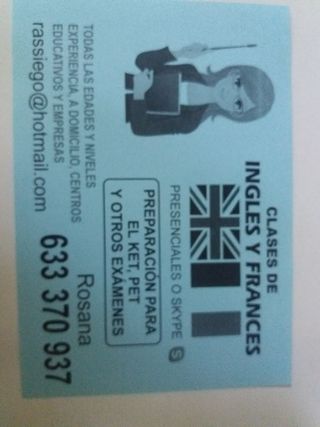 CLASES DE
INGLES Y FRANCES
PRESENCIALES O SKYPE S
PREPARACIÓN PARA
EL KET, PET
Y OTROS EXÁMENES
TODAS LAS EDADES Y NIVELES
EXPERIENCIA, A DOMICILIO, CENTROS
EDUCATIVOS Y EMPRESAS
rassiego@hotmail.com
Rosana
633 370 937